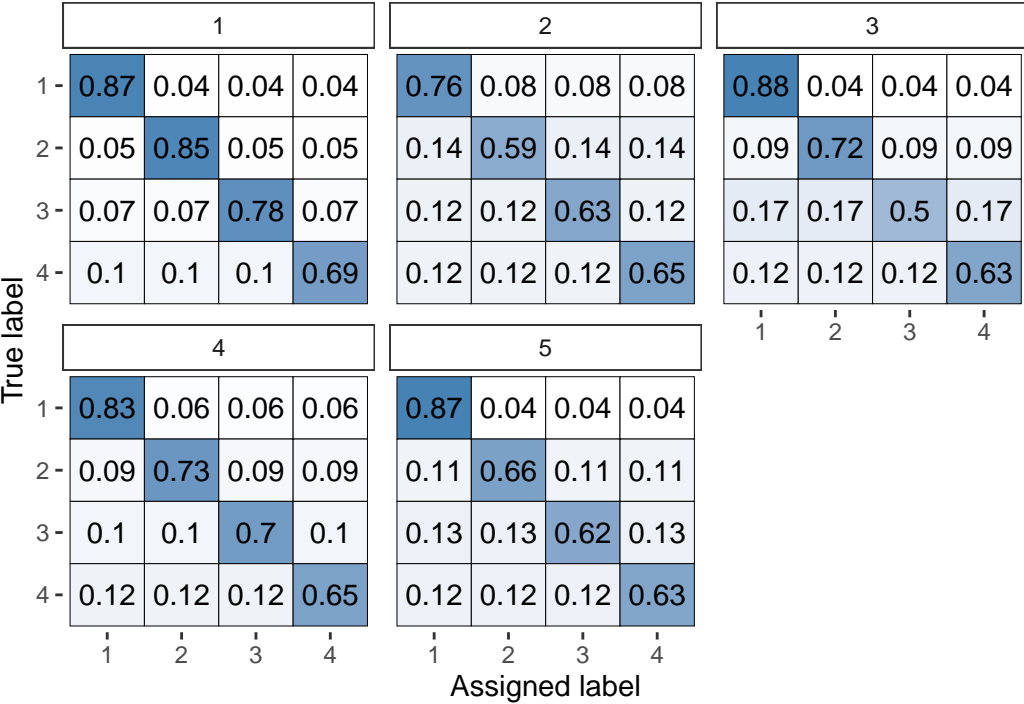 1 2 3
1 0.87 0.04 0.04 0.04 0.76 0.08 0.08 0.08 0.88 0.04 0.04 0.04
2 0.05 0.85 0.05 0.05 0.14 0.59 0.14 0.14 0.09 0.72 0.09 0.09
3 0.07 0.07 0.78 0.07 0.12 0.12 0.63 0.12 0.17 0.17 0.5 0.17
4 0.1 0.1 0.1 0.69 0.12 0.12 0.12 0.65 0.12 0.12 0.12 0.63
1 2 3 4
True label
4 5
1 0.83 0.06 0.06 0.06 0.87 0.04 0.04 0.04
2 0.09 0.73 0.09 0.09 0.11 0.66 0.11 0.11
3 0.1 0.1 0.7 0.1 0.13 0.13 0.62 0.13
4 0.12 0.12 0.12 0.65 0.12 0.12 0.12 0.63
1 2 3 4 1 2 3 4
Assigned label